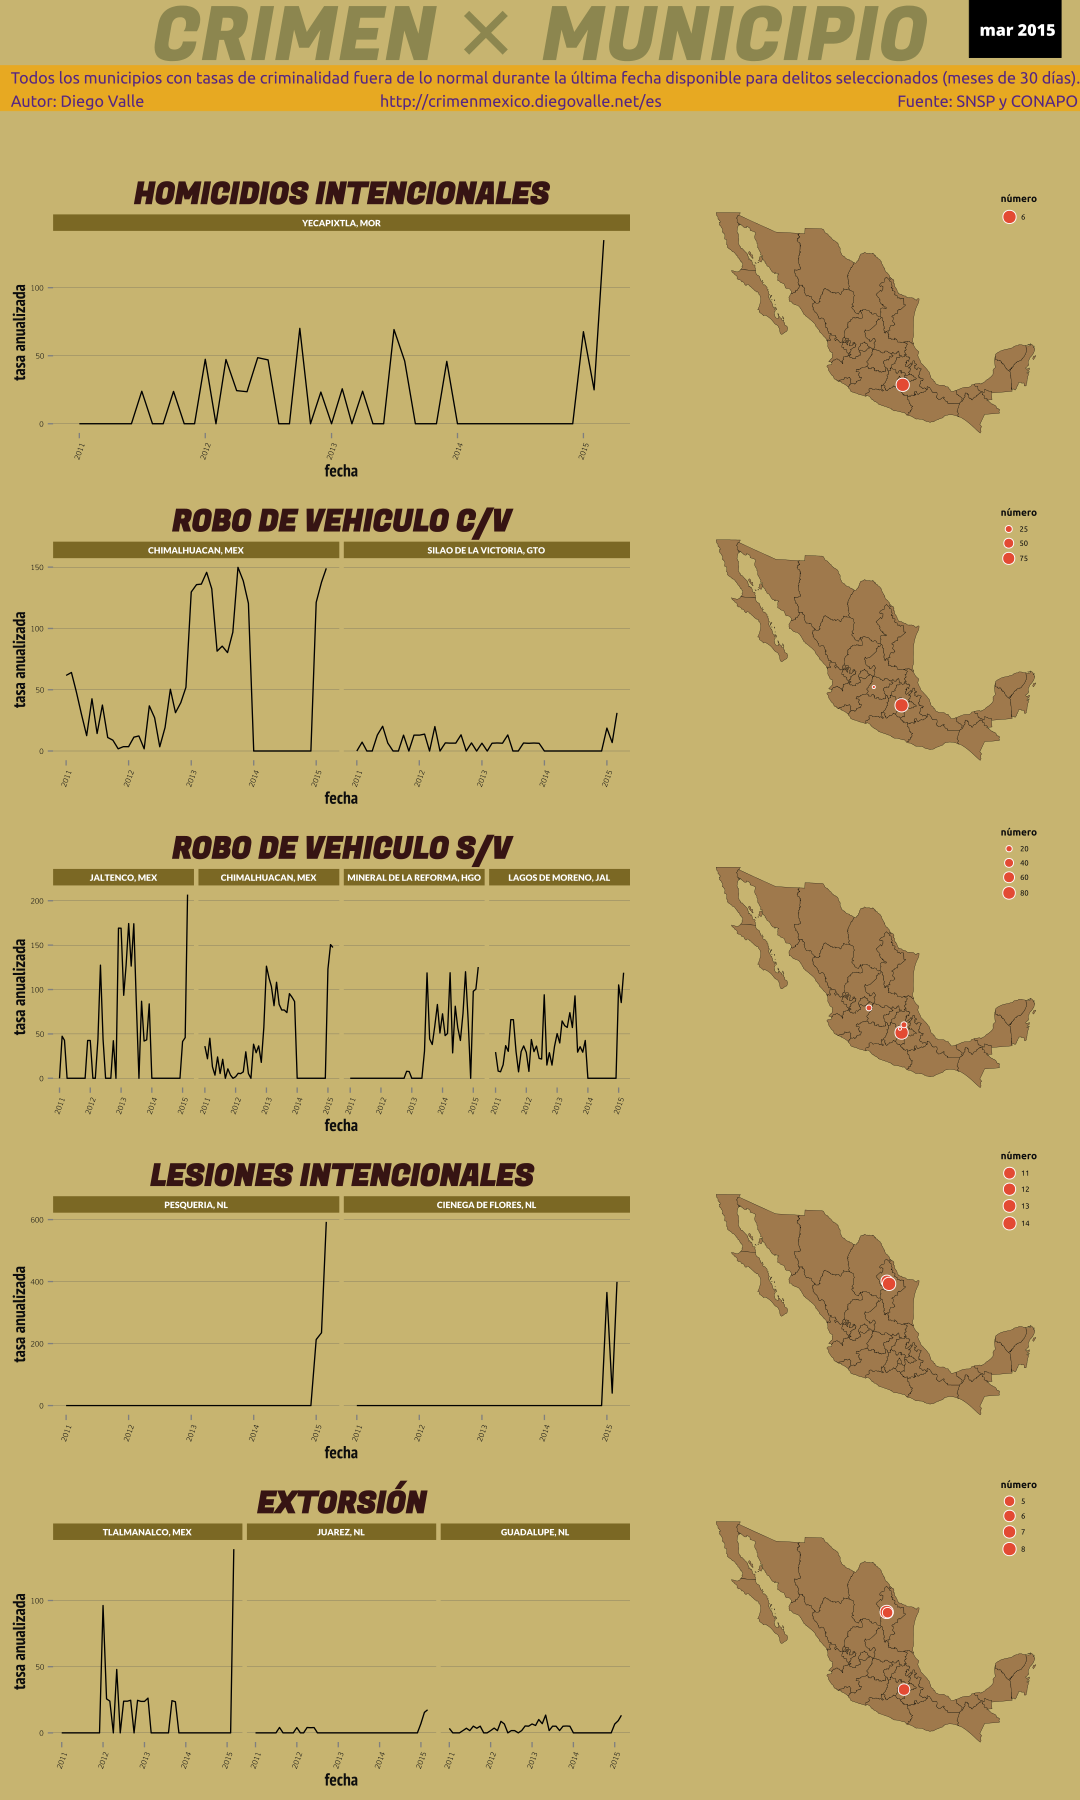 CRIMEN × MUNICIPIO
mar 2015
Todos los municipios con tasas de criminalidad fuera de lo normal durante la última fecha disponible para delitos seleccionados (meses de 30 días).
Autor: Diego Valle
http://crimenmexico.diegovalle.net/es
Fuente: SNSP y CONAPO
HOMICIDIOS INTENCIONALES
YECAPIXTLA, MOR
tasa anualizada
100
50
0
2011
2012
2013
2014
2015
fecha
número
6
ROBO DE VEHICULO C/V
CHIMALHUACAN, MEX
SILAO DE LA VICTORIA, GTO
tasa anualizada
150
100
50
0
2011
2012
2013
2014
2015
2011
2012
2013
2014
2015
fecha
número
25
50
75
ROBO DE VEHICULO S/V
JALTENCO, MEX
CHIMALHUACAN, MEX
MINERAL DE LA REFORMA, HGO
LAGOS DE MORENO, JAL
tasa anualizada
200
150
100
50
0
2011
2012
2013
2014
2015
2011
2012
2013
2014
2015
2011
2012
2013
2014
2015
2011
2012
2013
2014
2015
fecha
número
20
40
60
80
LESIONES INTENCIONALES
PESQUERIA, NL
CIENEGA DE FLORES, NL
tasa anualizada
600
400
200
0
2011
2012
2013
2014
2015
2011
2012
2013
2014
2015
fecha
número
11
12
13
14
EXTORSIÓN
TLALMANALCO, MEX
JUAREZ, NL
GUADALUPE, NL
tasa anualizada
100
50
0
2011
2012
2013
2014
2015
2011
2012
2013
2014
2015
2011
2012
2013
2014
2015
fecha
número
5
6
7
8